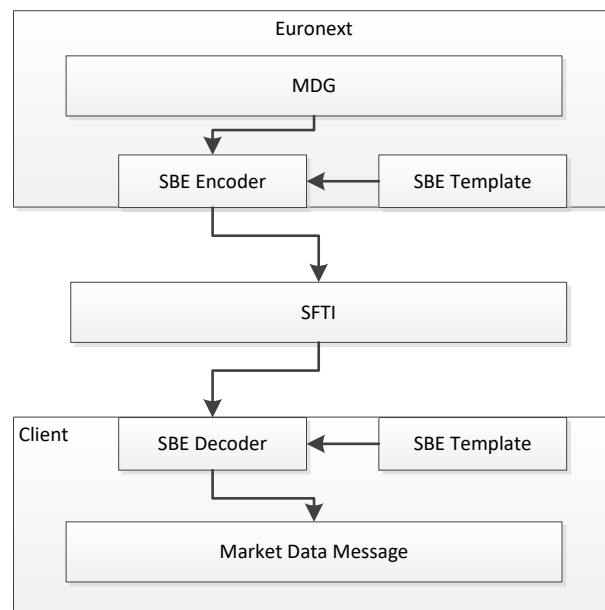 Euronext
MDG
SBE Encoder
SBE Template
SFTI
Client
SBE Decoder
SBE Template
Market Data Message